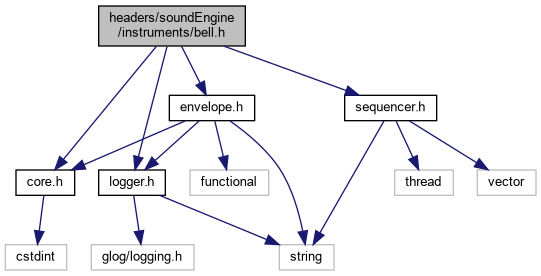 headers/soundEngine
/instruments/bell.h
envelope.h
sequencer.h
core.h
logger.h
functional
thread
vector
cstdint
glog/logging.h
string